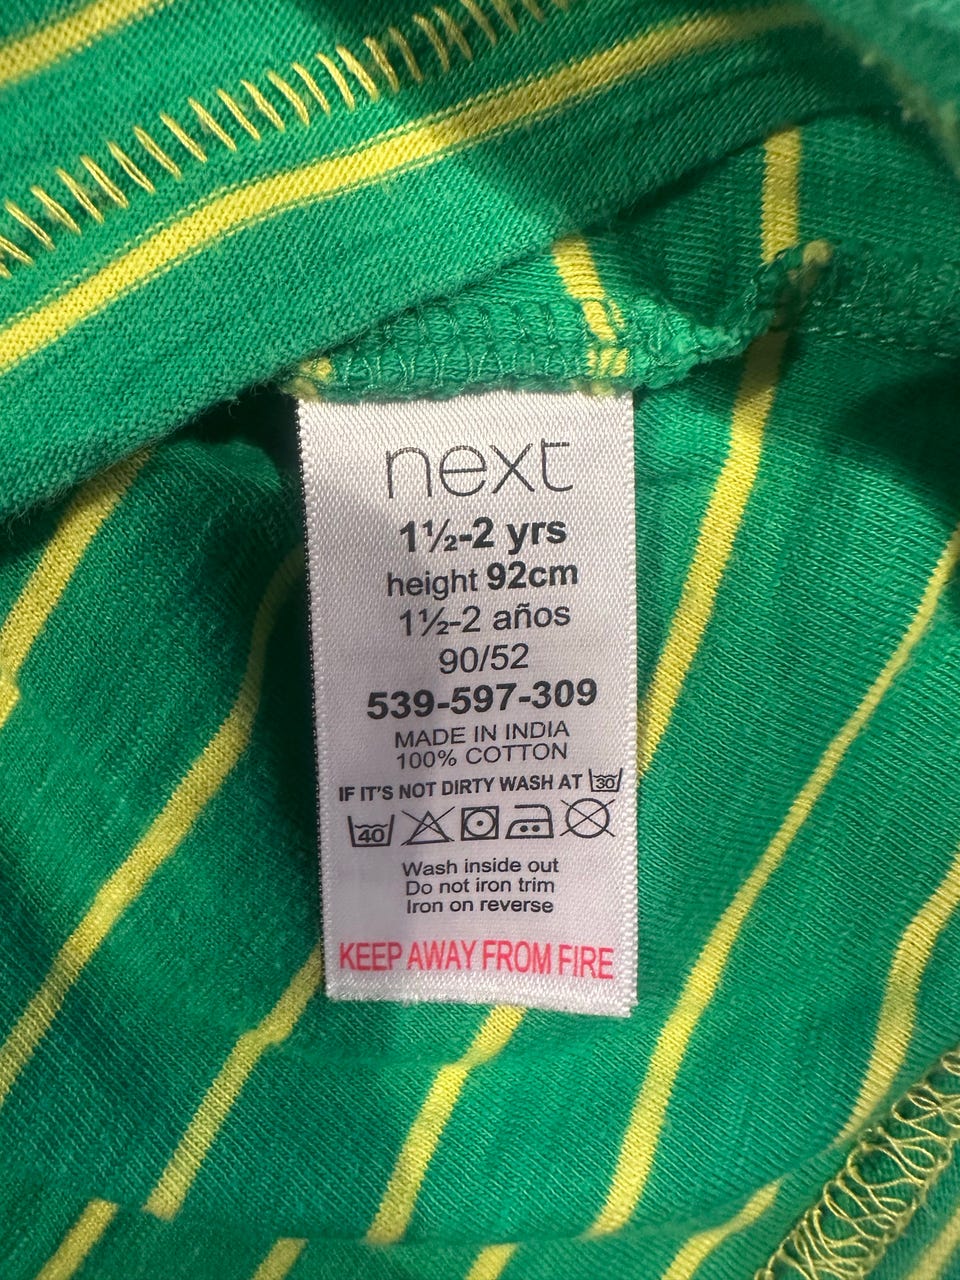 next
1½-2 yrs
height 92cm
1½-2 años
90/52
539-597-309
MADE IN INDIA
100% COTTON
IF IT'S NOT DIRTY WASH AT 30
40
Wash inside out
Do not iron trim
Iron on reverse
KEEP AWAY FROM FIRE